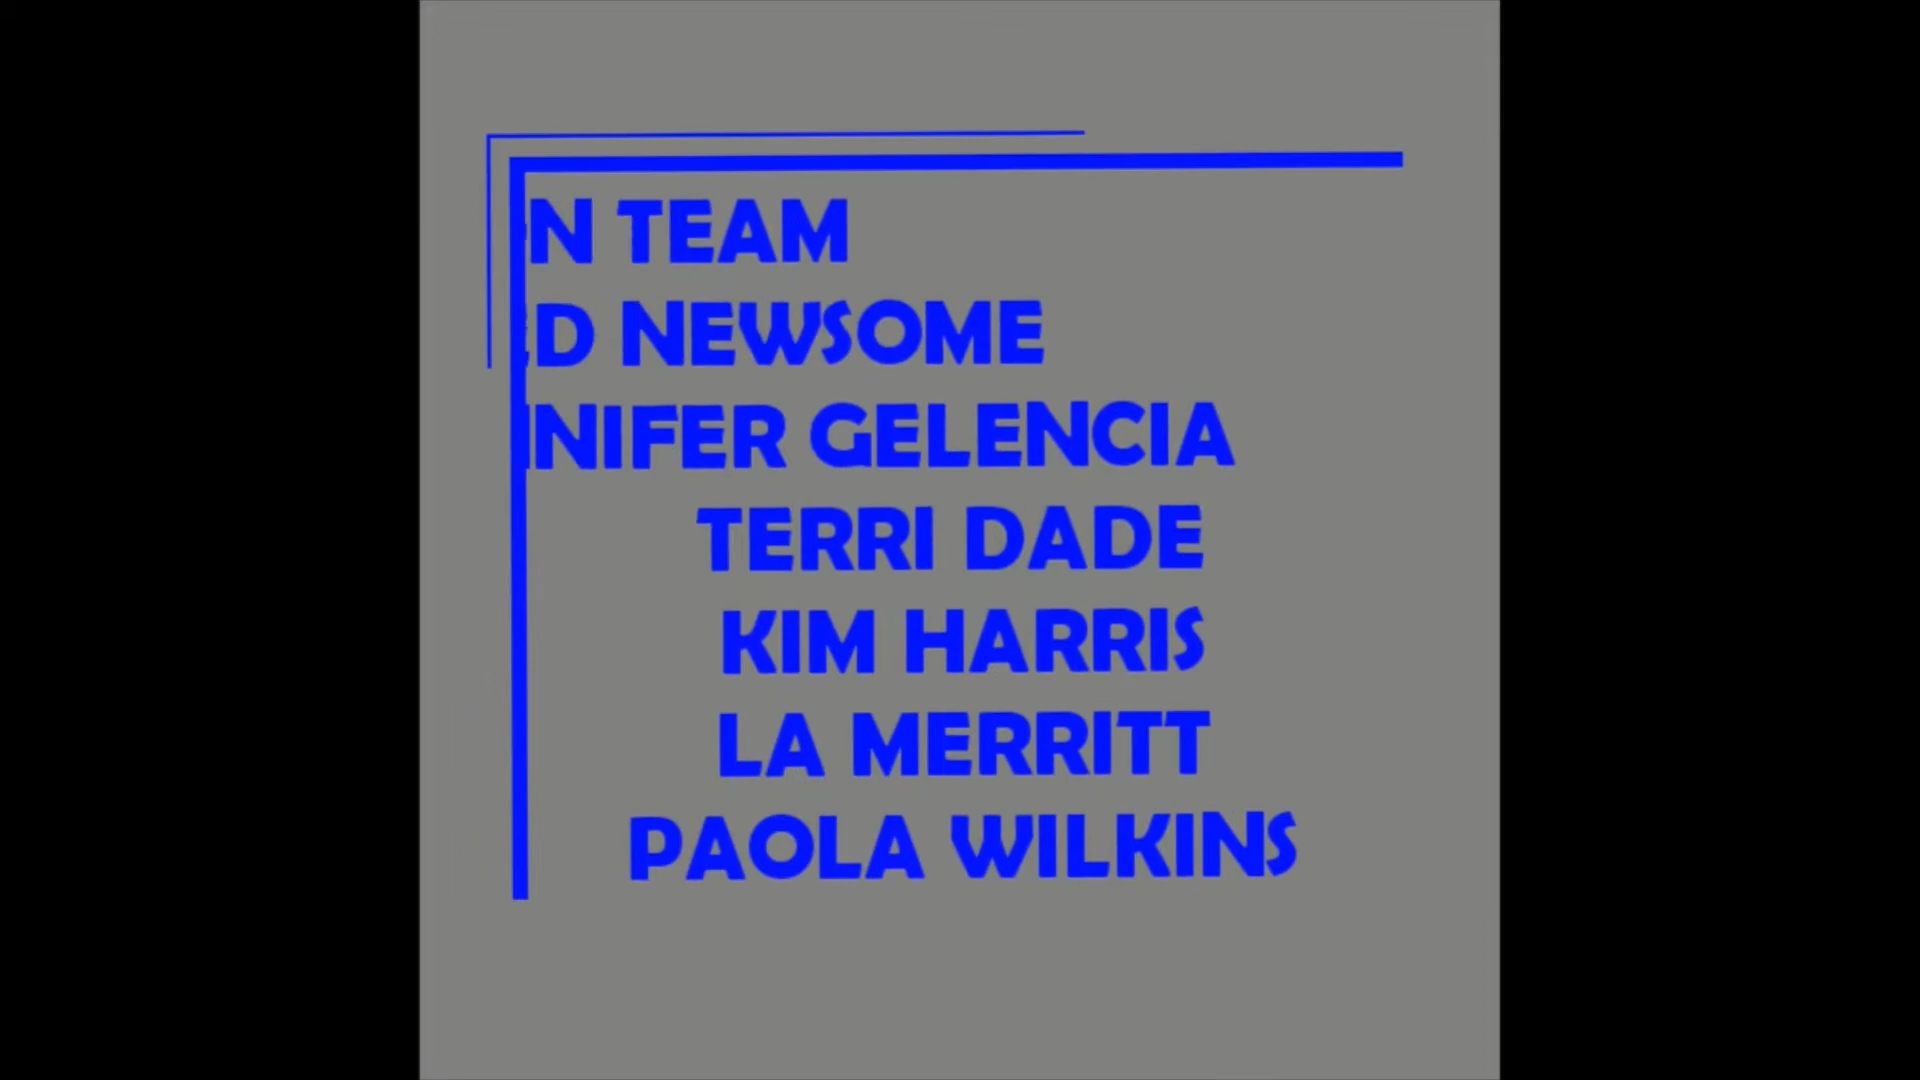 N TEAM
D NEWSOME
NIFER GELENCIA
TERRI DADE
KIM HARRIS
LA MERRITT
PAOLA WILKINS